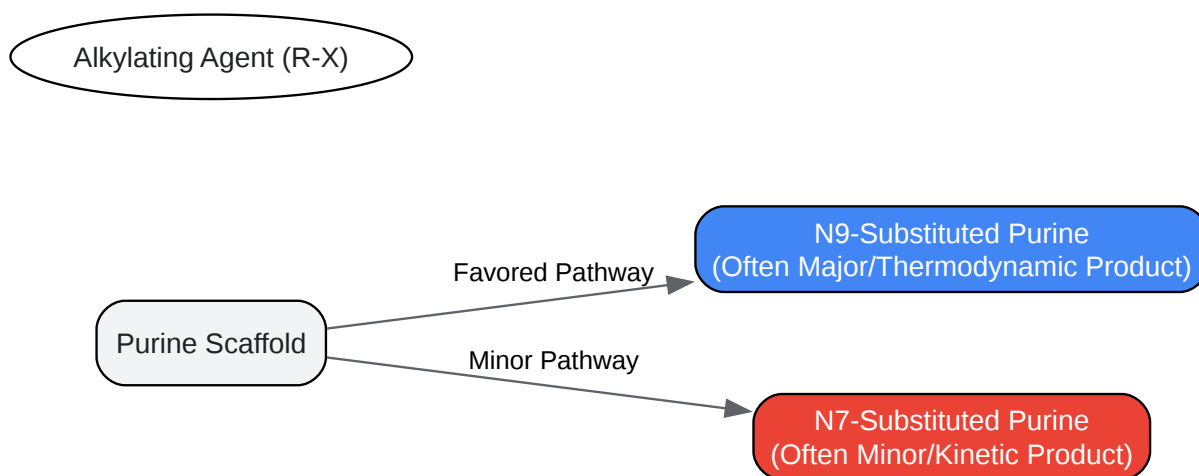 Alkylating Agent (R-X)
N9-Substituted Purine
(Often Major/Thermodynamic Product)
Favored Pathway
Purine Scaffold
Minor Pathway
N7-Substituted Purine
(Often Minor/Kinetic Product)